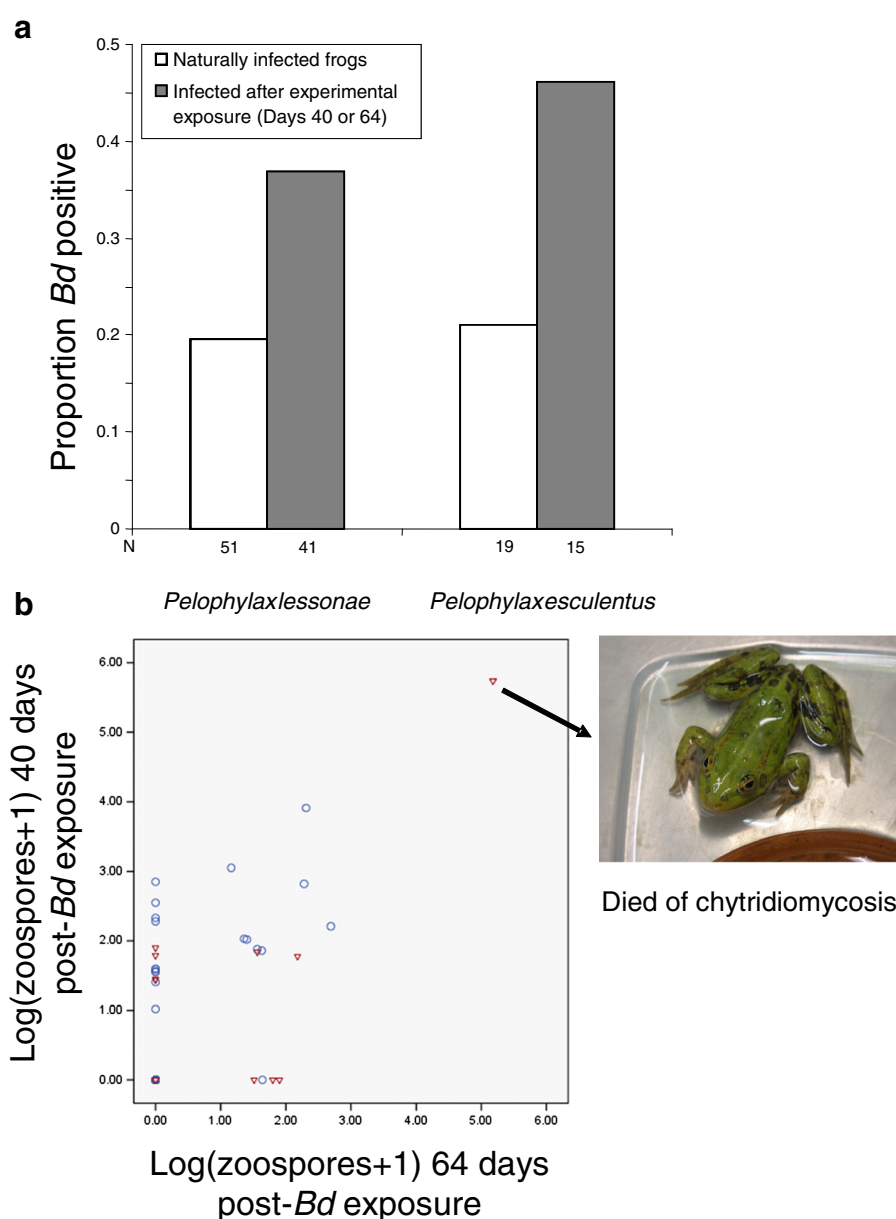 a
0.5
Naturally infected frogs
Infected after experimental
exposure (Days 40 or 64)
0.4
0.3
0.2
0.1
0
Proportion Bd positive
N 51 41 19 15
Pelophylaxlessonae Pelophylaxesculentus
b
6.00
5.00
4.00
3.00
2.00
1.00
0.00
Log(zoospores+1) 40 days
post-Bd exposure
0.00 1.00 2.00 3.00 4.00 5.00 6.00
Log(zoospores+1) 64 days
post-Bd exposure
Died of chytridiomycosis